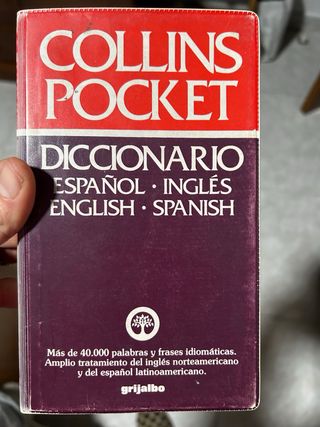 COLLINS
POCKET
DICCIONARIO
ESPAÑOL · INGLÉS
ENGLISH · SPANISH
Más de 40.000 palabras y frases idiomáticas.
Amplio tratamiento del inglés norteamericano
y del español latinoamericano.
grijalbo